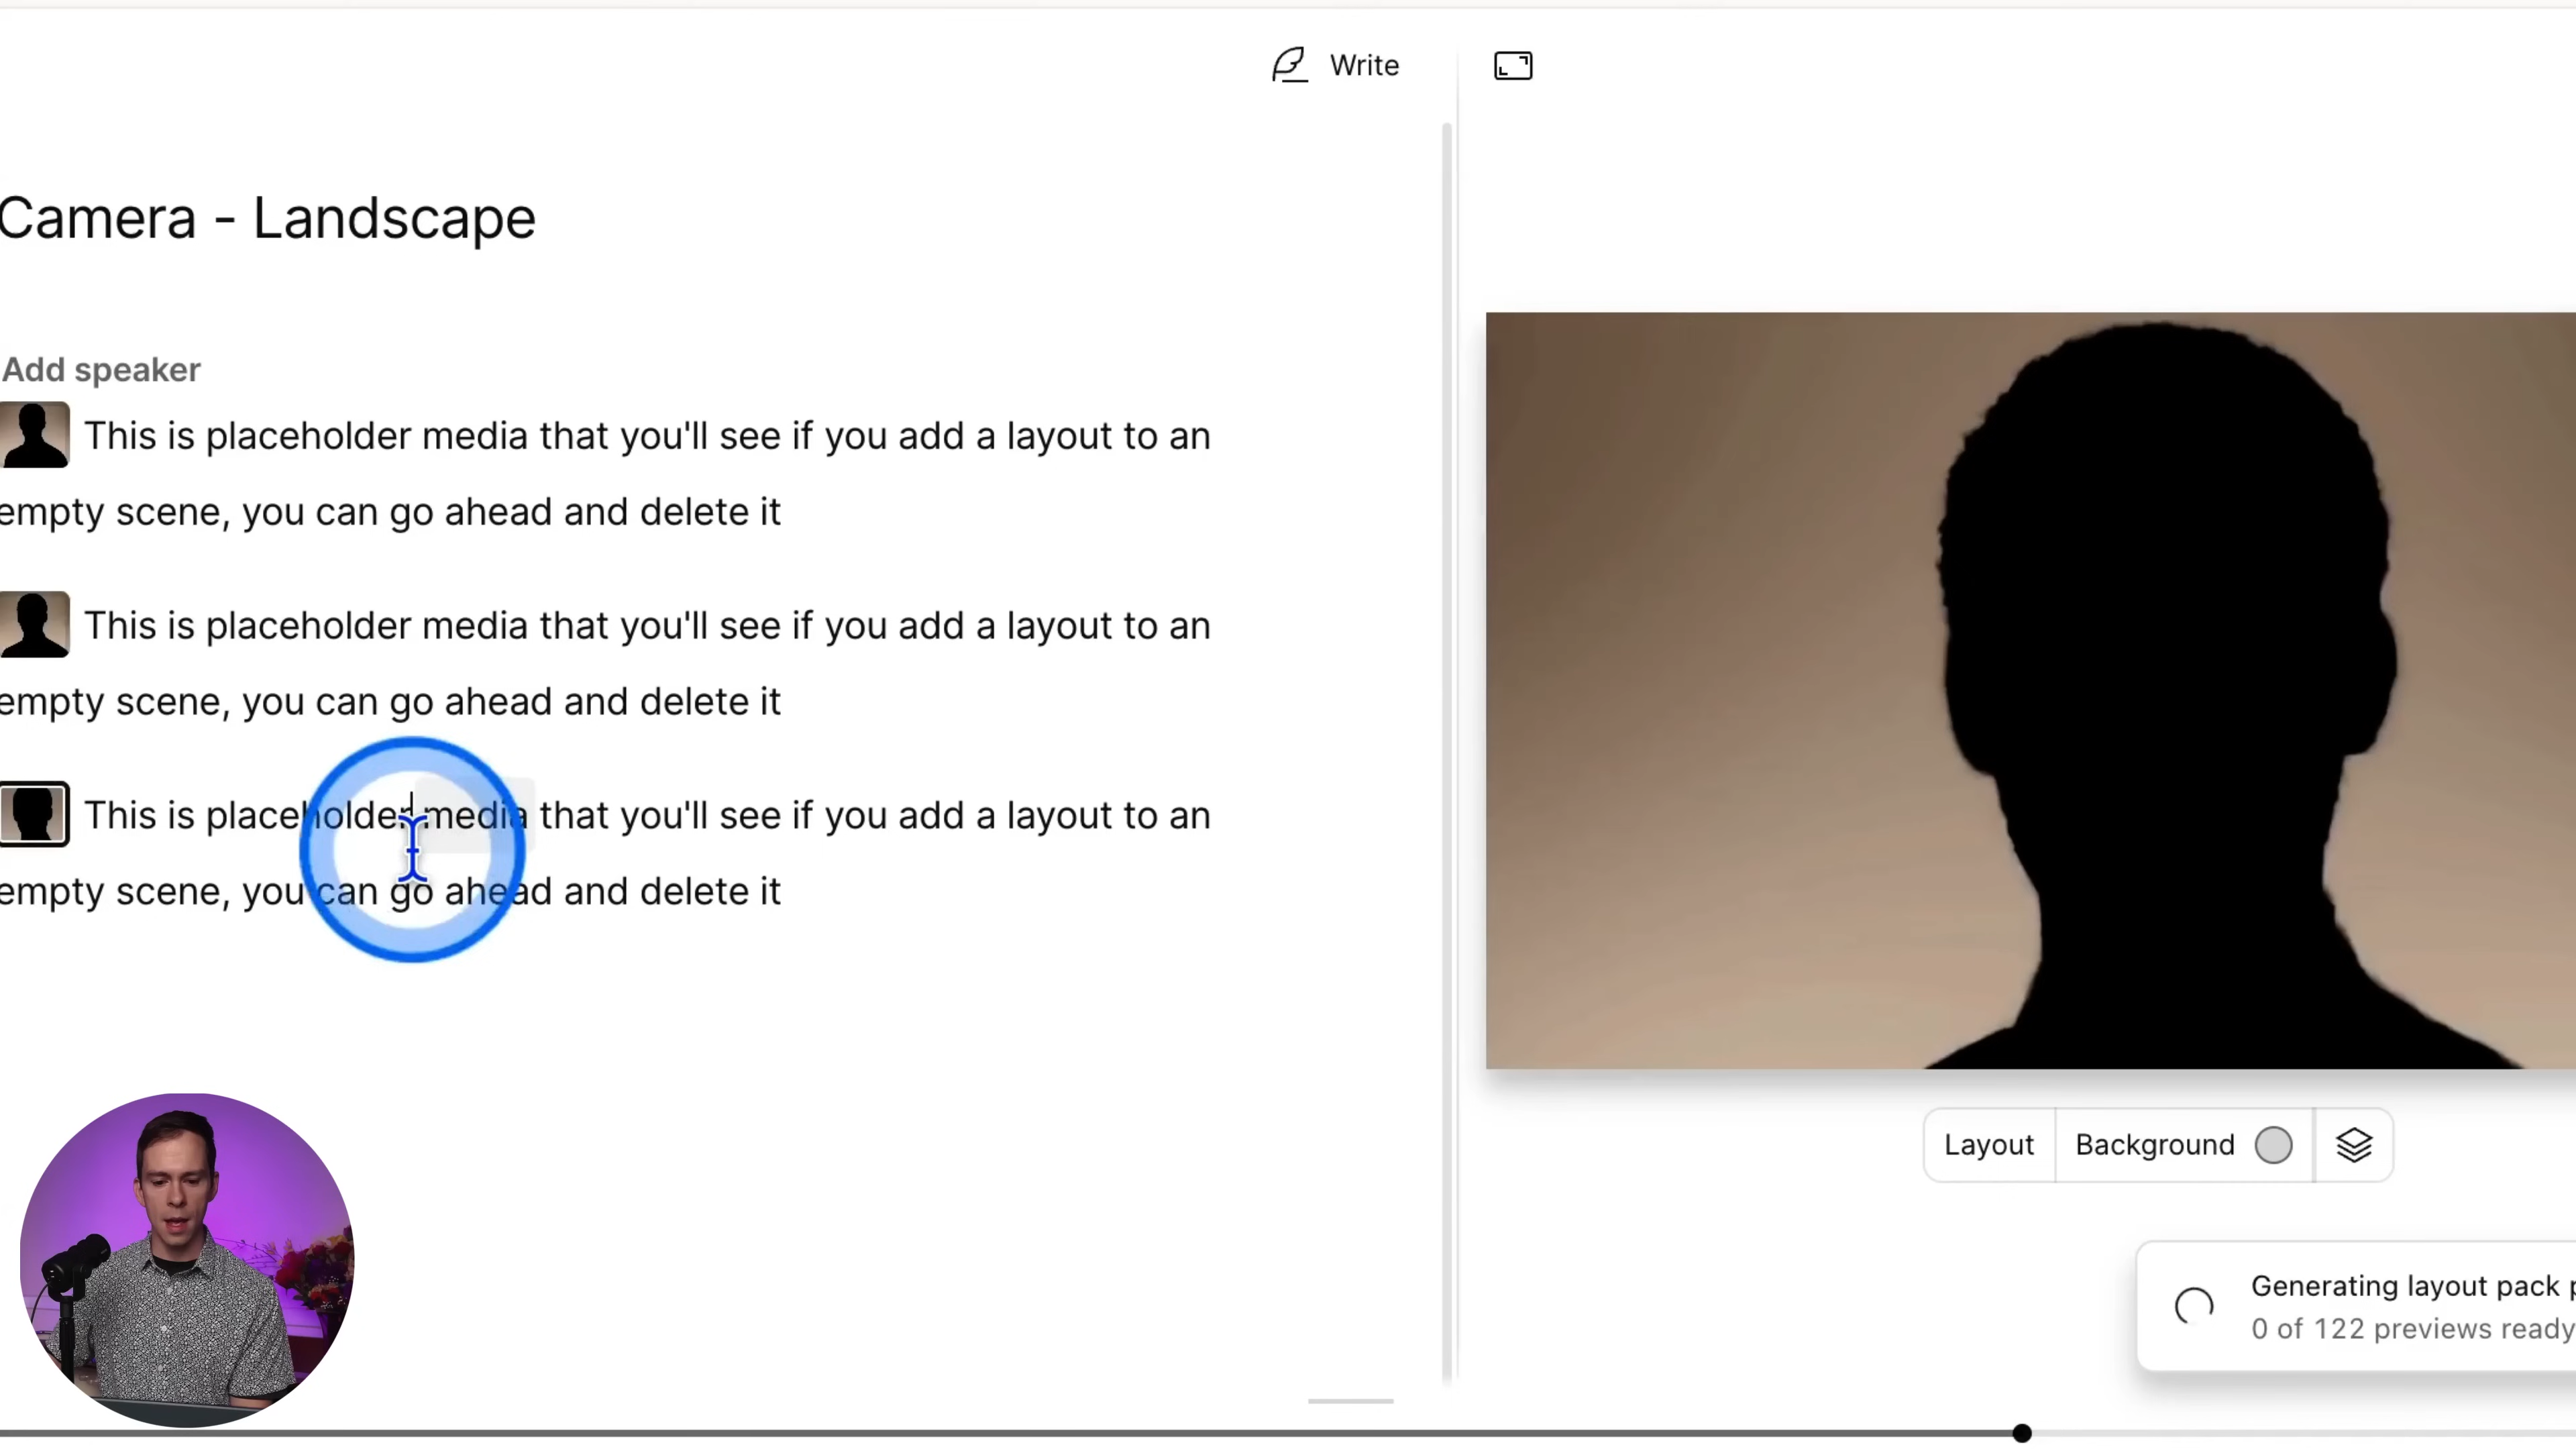 Write
Camera - Landscape
Add speaker
This is placeholder media that you'll see if you add a layout to an
empty scene, you can go ahead and delete it
This is placeholder media that you'll see if you add a layout to an
empty scene, you can go ahead and delete it
This is placeholder media that you'll see if you add a layout to an
empty scene, you can go ahead and delete it
Layout
Background
Generating layout pack p
0 of 122 previews ready